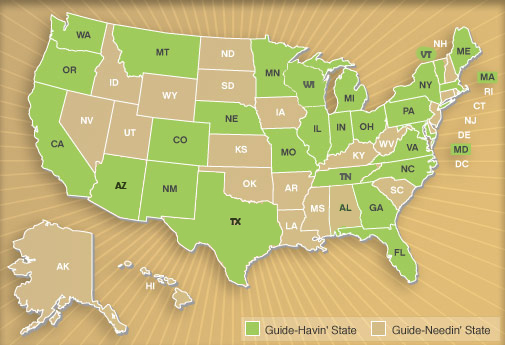 NH
WA
VT
ME
MT
ND
OR
MN
ID
SD
WI
NY
MA
WY
MI
RI
CT
IA
PA
NE
NV
NJ
IL
IN
OH
UT
DE
CO
CA
WV
VA
MD
KS
MO
KY
DC
NC
TN
OK
AZ
NM
AR
SC
MS
AL
GA
TX
LA
FL
AK
HI
Guide-Havin' State
Guide-Needin' State